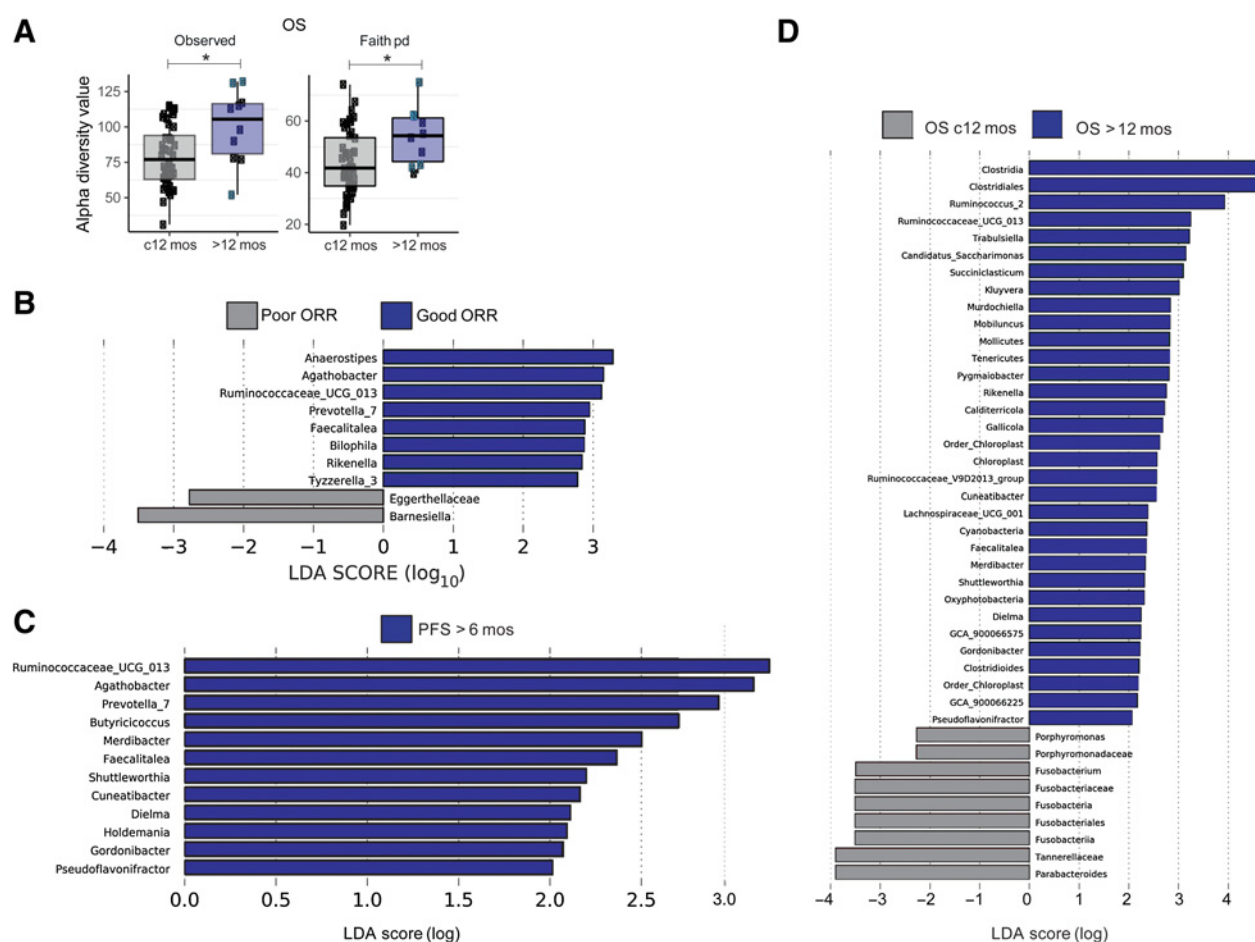 A
OS
Observed
Faith pd
*
*
Alpha diversity value
125
100
75
50
60
40
20
c12 mos
>12 mos
c12 mos
>12 mos
B
Poor ORR
Good ORR
Anaerostipes
Agathobacter
Ruminococcaceae_UCG_013
Prevotella_7
Faecalitalea
Bilophila
Rikenella
Tyzzerella_3
Eggerthellaceae
Barnesiella
−4 −3 −2 −1 0 1 2 3
LDA SCORE (log10)
C
PFS > 6 mos
Ruminococcaceae_UCG_013
Agathobacter
Prevotella_7
Butyricicoccus
Merdibacter
Faecalitalea
Shuttleworthia
Cuneatibacter
Dielma
Holdemania
Gordonibacter
Pseudoflavonifractor
0.0 0.5 1.0 1.5 2.0 2.5 3.0
LDA score (log)
D
OS c12 mos
OS > 12 mos
Clostridia
Clostridiales
Ruminococcus_2
Ruminococcaceae_UCG_013
Trabulsiella
Candidatus_Saccharimonas
Succiniclasticum
Kluyvera
Murdochiella
Mobiluncus
Mollicutes
Tenericutes
Pygmaiobacter
Rikenella
Calditerricola
Gallicola
Order_Chloroplast
Chloroplast
Ruminococcaceae_V9D2013_group
Cuneatibacter
Lachnospiraceae_UCG_001
Cyanobacteria
Faecalitalea
Merdibacter
Shuttleworthia
Oxyphotobacteria
Dielma
GCA_900066575
Gordonibacter
Clostridioides
Order_Chloroplast
GCA_900066225
Pseudoflavonifractor
Porphyromonas
Porphyromonadaceae
Fusobacterium
Fusobacteriaceae
Fusobacteria
Fusobacteriales
Fusobacteriia
Tannerellaceae
Parabacteroides
−4 −3 −2 −1 0 1 2 3 4
LDA score (log)